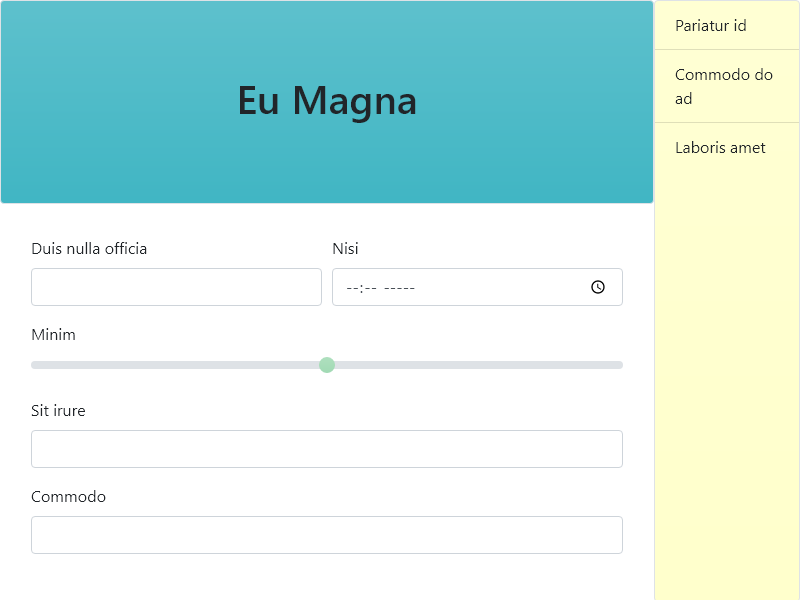 Eu Magna
Duis nulla officia
Nisi
--:-- -----
Minim
Sit irure
Commodo
Pariatur id
Commodo do
ad
Laboris amet